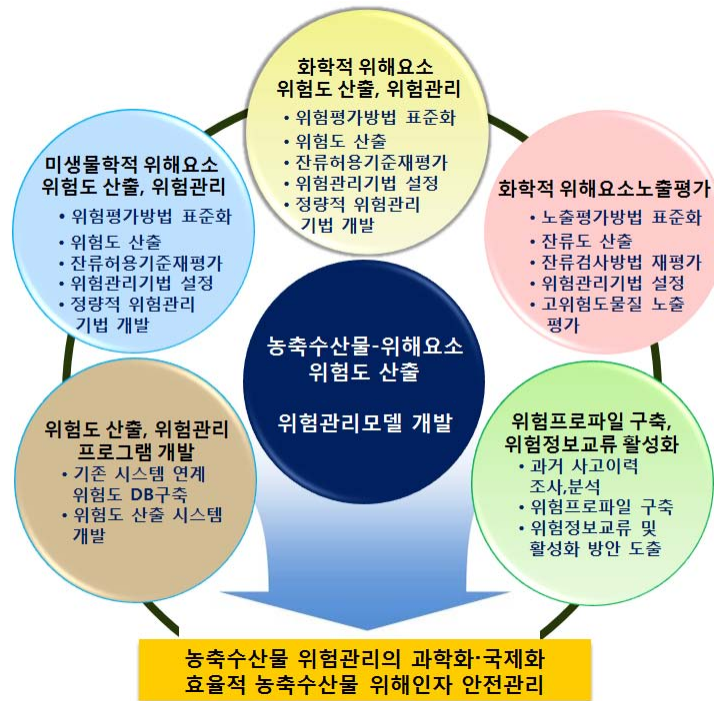 화학적 위해요소
위험도 산출, 위험관리
• 위험평가방법 표준화
• 위험도 산출
• 잔류허용기준재평가
• 위험관리기법 설정
• 정량적 위험관리
기법 개발
미생물학적 위해요소
위험도 산출, 위험관리
• 위험평가방법 표준화
• 위험도 산출
• 잔류허용기준재평가
• 위험관리기법 설정
• 정량적 위험관리
기법 개발
화학적 위해요소노출평가
• 노출평가방법 표준화
• 잔류도 산출
• 잔류검사방법 재평가
• 위험관리기법 설정
• 고위험도물질 노출
평가
농축수산물-위해요소
위험도 산출
위험관리모델 개발
위험도 산출, 위험관리
프로그램 개발
• 기존 시스템 연계
위험도 DB구축
• 위험도 산출 시스템
개발
위험프로파일 구축,
위험정보교류 활성화
• 과거 사고이력
조사,분석
• 위험프로파일 구축
• 위험정보교류 및
활성화 방안 도출
농축수산물 위험관리의 과학화·국제화
효율적 농축수산물 위해인자 안전관리